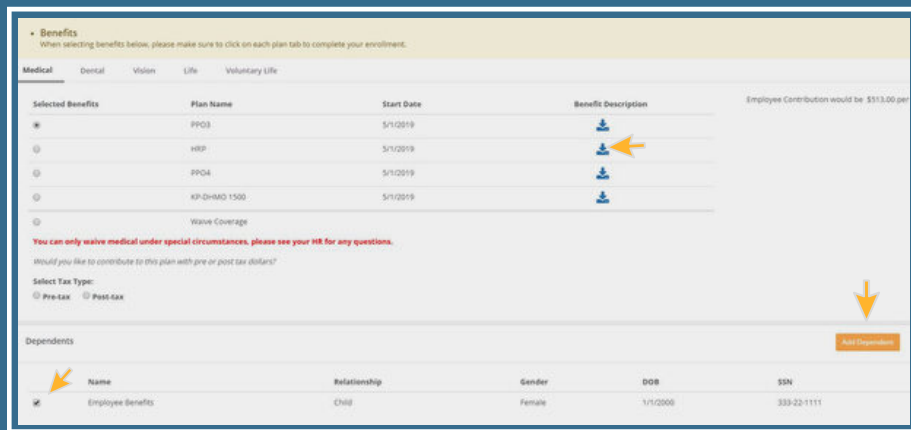 Benefits
When selecting benefits below, please make sure to click on each plan tab to complete your enrollment.
Medical Dental Vision Life Voluntary Life
Selected Benefits Plan Name Start Date Benefit Description Employee Contribution would be $513.00 per
PPO3 5/1/2019
HRP 5/1/2019
PPO4 5/1/2019
KP-DHMO 1500 5/1/2019
Waive Coverage
You can only waive medical under special circumstances, please see your HR for any questions.
Would you like to contribute to this plan with pre or post tax dollars?
Select Tax Type:
Pre-tax Post-tax
Dependents Add Dependent
Name Relationship Gender DOB SSN
Employee Benefits Child Female 1/1/2000 333-22-1111